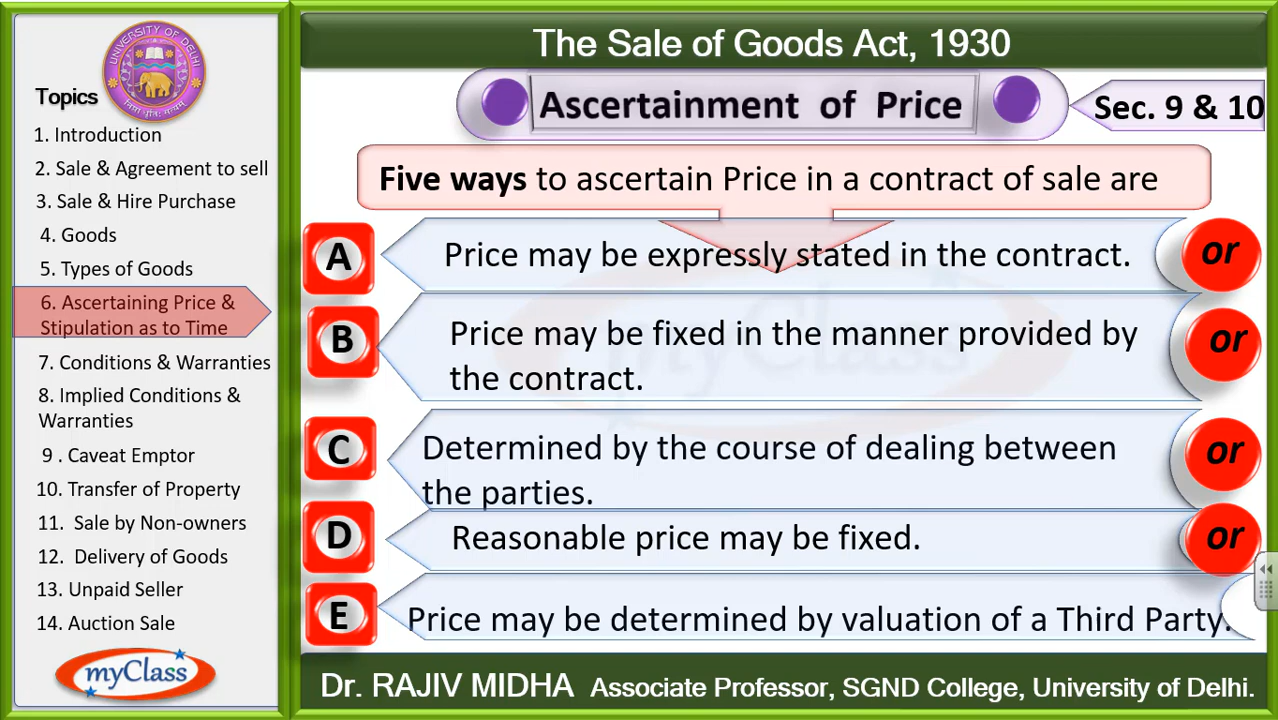 The Sale of Goods Act, 1930
UNIVERSITY OF DELHI
Topics
1. Introduction
2. Sale & Agreement to sell
3. Sale & Hire Purchase
4. Goods
5. Types of Goods
6. Ascertaining Price &
Stipulation as to Time
7. Conditions & Warranties
8. Implied Conditions &
Warranties
9 . Caveat Emptor
10. Transfer of Property
11. Sale by Non-owners
12. Delivery of Goods
13. Unpaid Seller
14. Auction Sale
myClass
Ascertainment of Price
Sec. 9 & 10
Five ways to ascertain Price in a contract of sale are
A Price may be expressly stated in the contract. or
B Price may be fixed in the manner provided by
the contract. or
C Determined by the course of dealing between
the parties. or
D Reasonable price may be fixed. or
E Price may be determined by valuation of a Third Party.
myClass
Dr. RAJIV MIDHA Associate Professor, SGND College, University of Delhi.